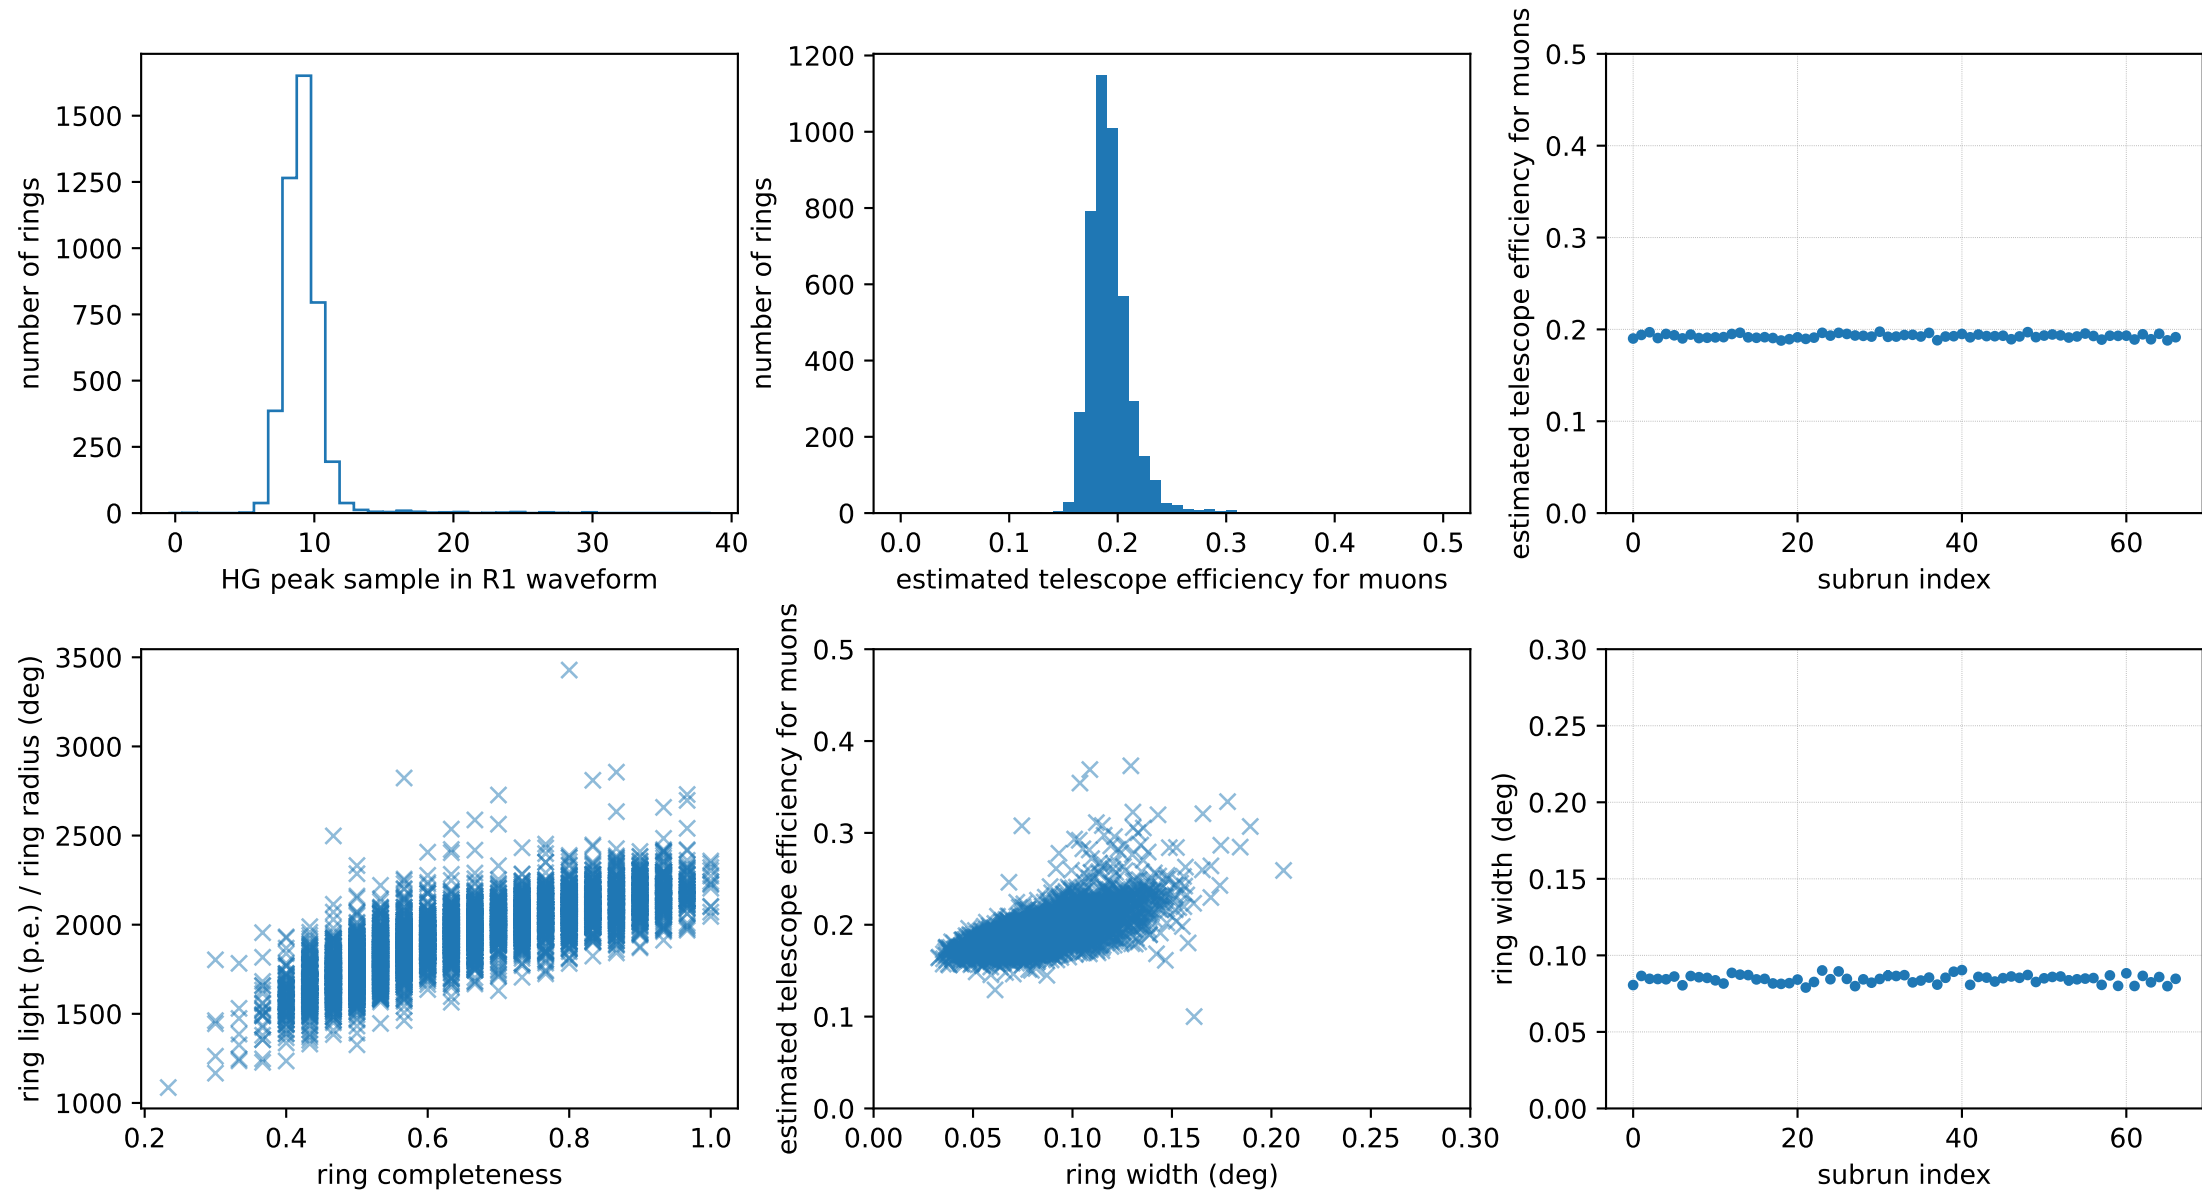 number of rings
1500
1250
1000
750
500
250
0
0 10 20 30 40
HG peak sample in R1 waveform
number of rings
1200
1000
800
600
400
200
0
0.0 0.1 0.2 0.3 0.4 0.5
estimated telescope efficiency for muons
estimated telescope efficiency for muons
0.5
0.4
0.3
0.2
0.1
0.0
0 20 40 60
subrun index
ring light (p.e.) / ring radius (deg)
3500
3000
2500
2000
1500
1000
0.2 0.4 0.6 0.8 1.0
ring completeness
estimated telescope efficiency for muons
0.5
0.4
0.3
0.2
0.1
0.0
0.00 0.05 0.10 0.15 0.20 0.25 0.30
ring width (deg)
ring width (deg)
0.30
0.25
0.20
0.15
0.10
0.05
0.00
0 20 40 60
subrun index